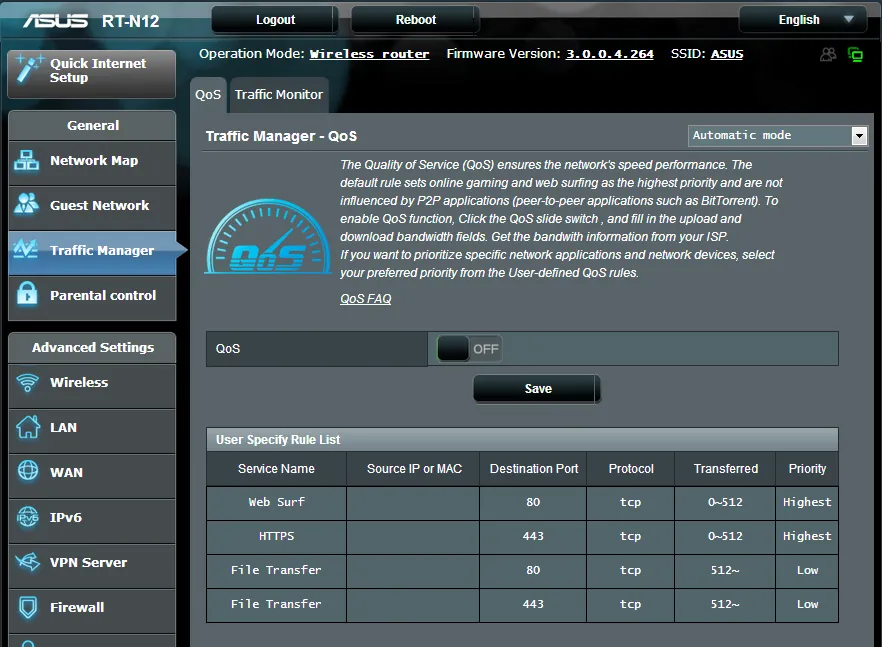 ASUS RT-N12 Logout Reboot English
Operation Mode: Wireless router Firmware Version: 3.0.0.4.264 SSID: ASUS
Quick Internet
Setup
General
Network Map
Guest Network
Traffic Manager
Parental control
Advanced Settings
Wireless
LAN
WAN
IPv6
VPN Server
Firewall
QoS Traffic Monitor
Traffic Manager - QoS Automatic mode
The Quality of Service (QoS) ensures the network's speed performance. The
default rule sets online gaming and web surfing as the highest priority and are not
influenced by P2P applications (peer-to-peer applications such as BitTorrent). To
enable QoS function, Click the QoS slide switch , and fill in the upload and
download bandwidth fields. Get the bandwith information from your ISP.
If you want to prioritize specific network applications and network devices, select
your preferred priority from the User-defined QoS rules.
QoS
QoS FAQ
QoS OFF
Save
User Specify Rule List
Service Name Source IP or MAC Destination Port Protocol Transferred Priority
Web Surf 80 tcp 0~512 Highest
HTTPS 443 tcp 0~512 Highest
File Transfer 80 tcp 512~ Low
File Transfer 443 tcp 512~ Low